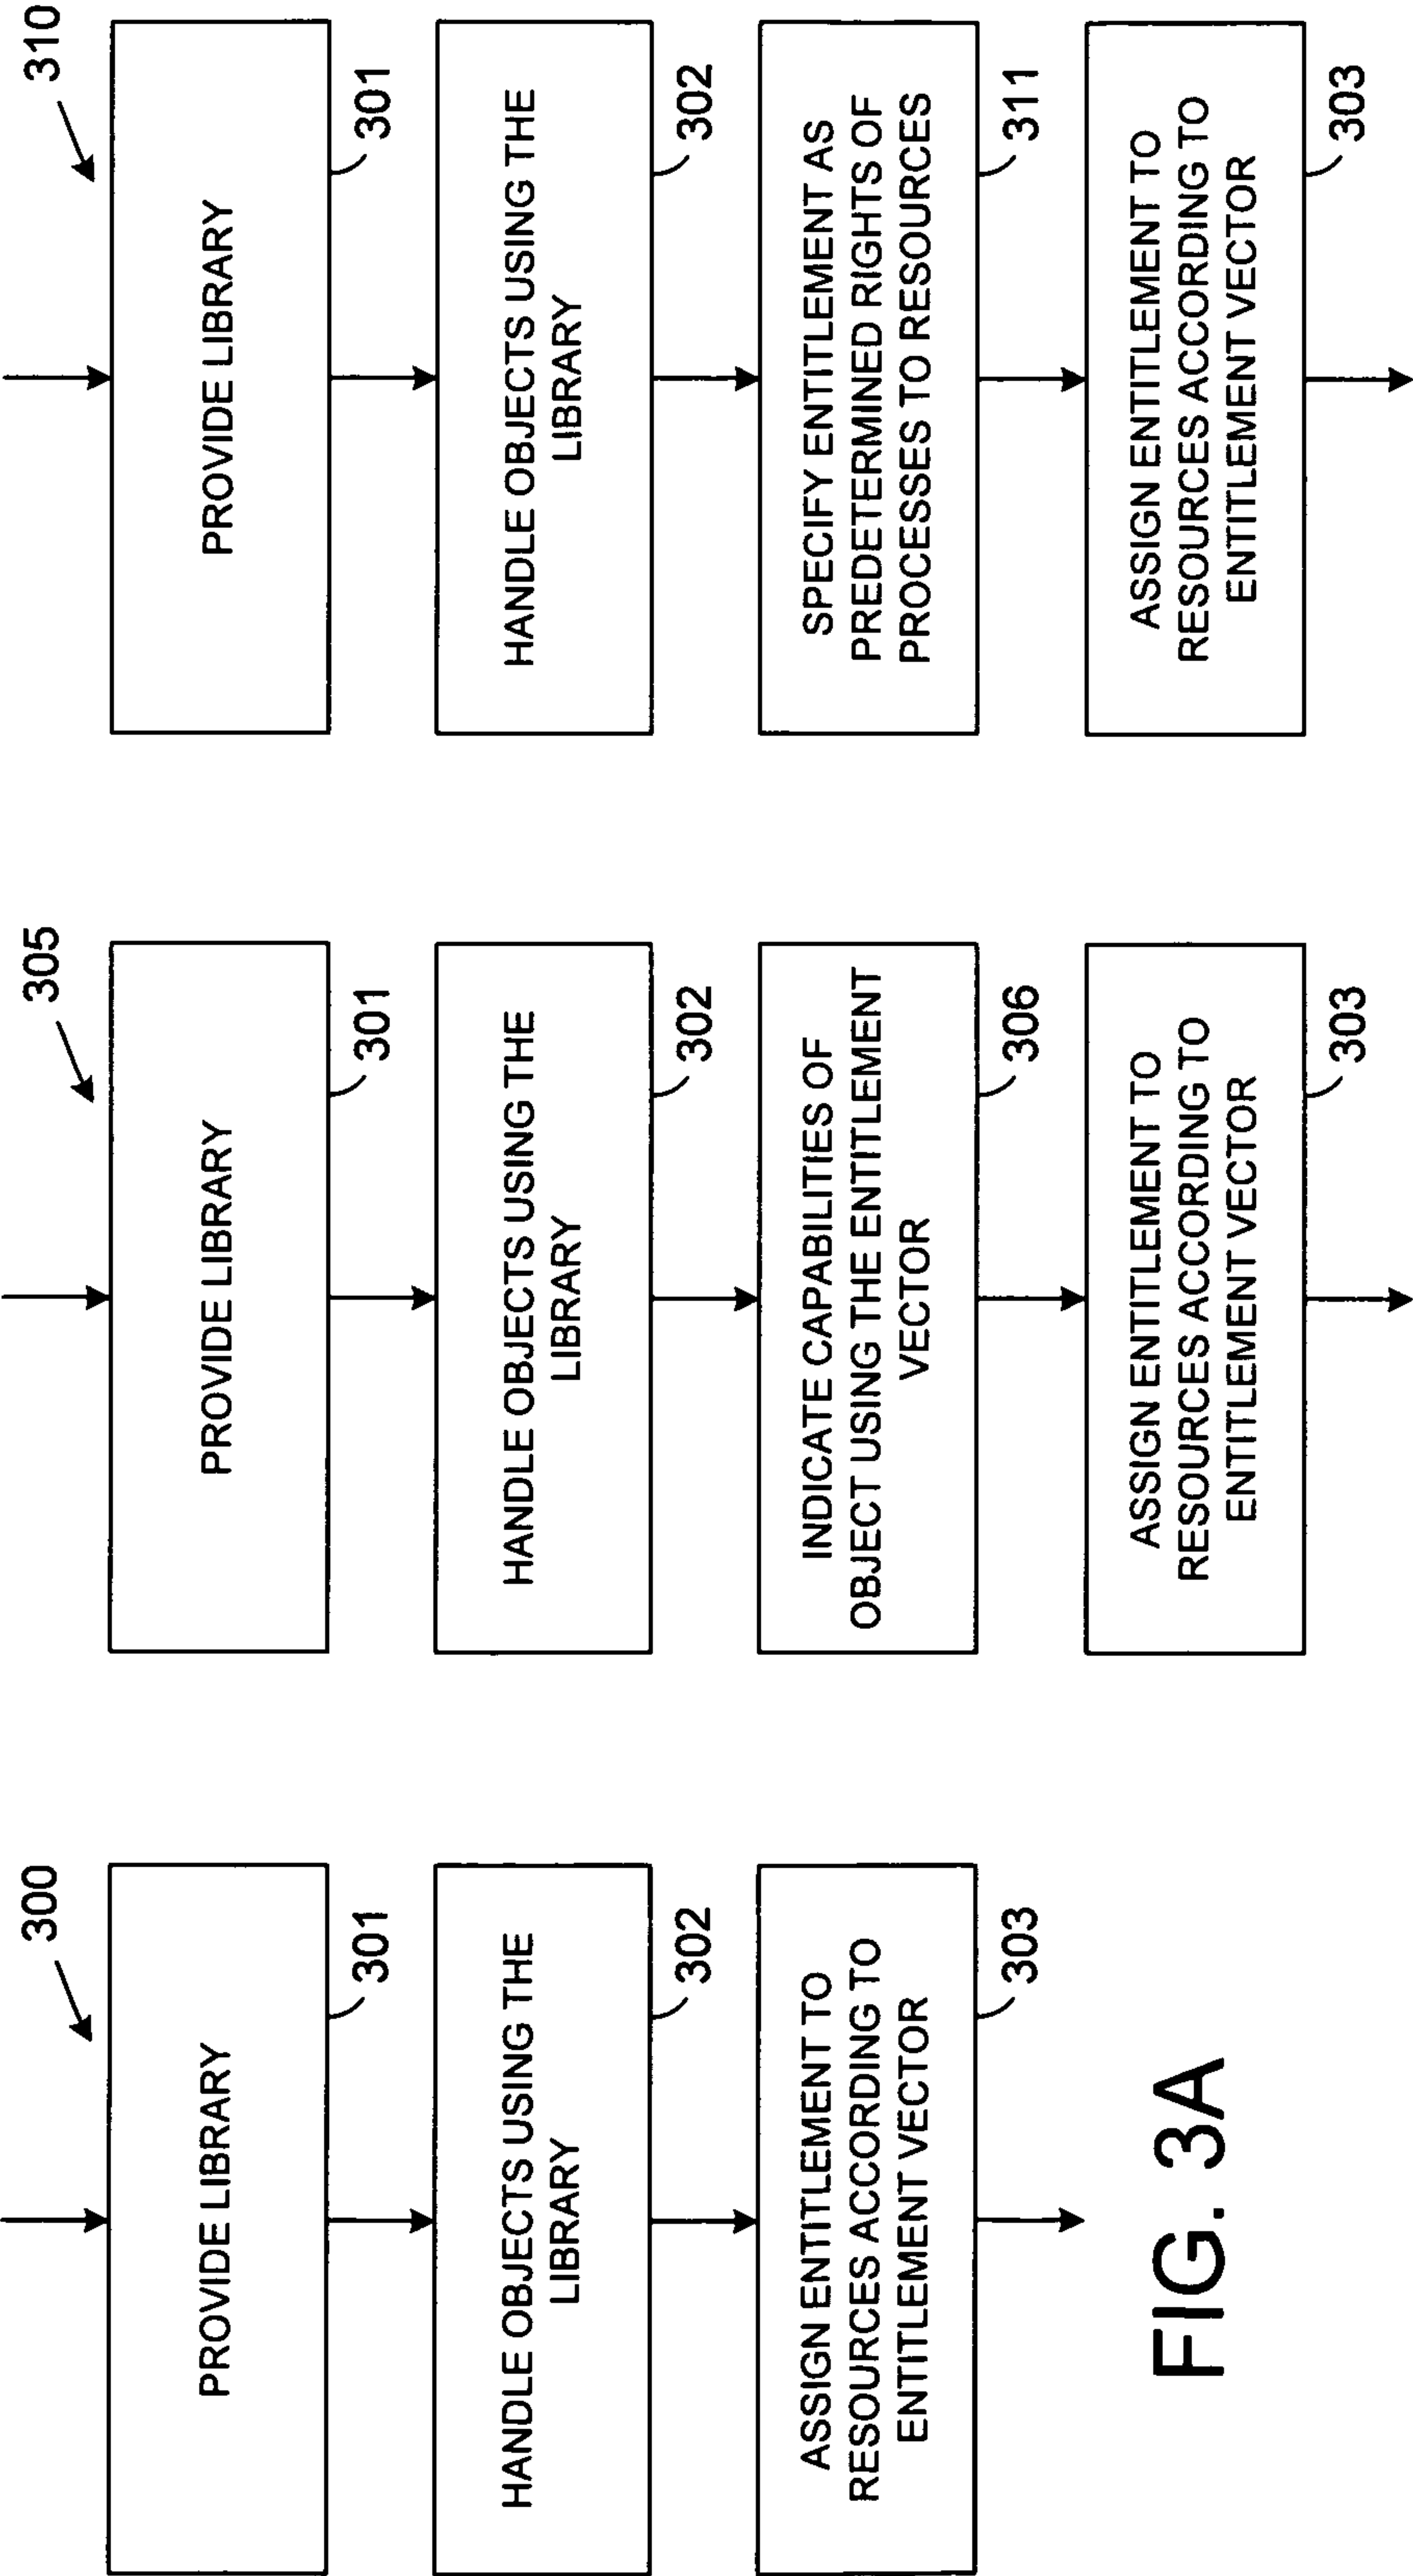 300
PROVIDE LIBRARY
301
HANDLE OBJECTS USING THE
LIBRARY
302
ASSIGN ENTITLEMENT TO
RESOURCES ACCORDING TO
ENTITLEMENT VECTOR
303
FIG. 3A
305
PROVIDE LIBRARY
301
HANDLE OBJECTS USING THE
LIBRARY
302
INDICATE CAPABILITIES OF
OBJECT USING THE ENTITLEMENT
VECTOR
306
ASSIGN ENTITLEMENT TO
RESOURCES ACCORDING TO
ENTITLEMENT VECTOR
303
310
PROVIDE LIBRARY
301
HANDLE OBJECTS USING THE
LIBRARY
302
SPECIFY ENTITLEMENT AS
PREDETERMINED RIGHTS OF
PROCESSES TO RESOURCES
311
ASSIGN ENTITLEMENT TO
RESOURCES ACCORDING TO
ENTITLEMENT VECTOR
303